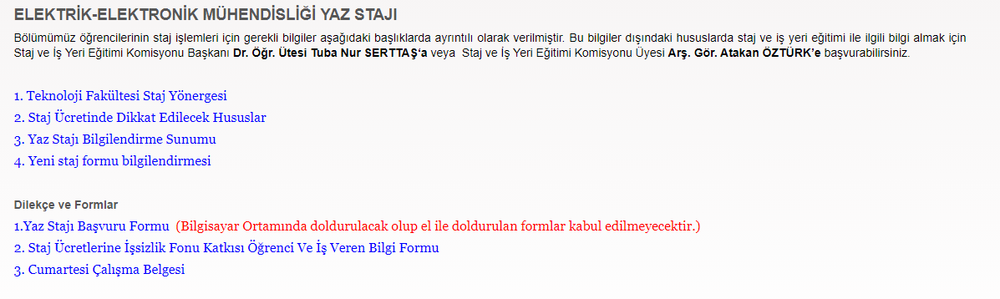 ELEKTRİK-ELEKTRONİK MÜHENDİSLİĞİ YAZ STAJI
Bölümümüz öğrencilerinin staj işlemleri için gerekli bilgiler aşağıdaki başlıklarda ayrıntılı olarak verilmiştir. Bu bilgiler dışındaki hususlarda staj ve iş yeri eğitimi ile ilgili bilgi almak için
Staj ve İş Yeri Eğitimi Komisyonu Başkanı Dr. Öğr. Ütesi Tuba Nur SERTTAŞ‘a veya  Staj ve İş Yeri Eğitimi Komisyonu Üyesi Arş. Gör. Atakan ÖZTÜRK’e başvurabilirsiniz.
1. Teknoloji Fakültesi Staj Yönergesi
2. Staj Ücretinde Dikkat Edilecek Hususlar
3. Yaz Stajı Bilgilendirme Sunumu
4. Yeni staj formu bilgilendirmesi
Dilekçe ve Formlar
1.Yaz Stajı Başvuru Formu  (Bilgisayar Ortamında doldurulacak olup el ile doldurulan formlar kabul edilmeyecektir.)
2. Staj Ücretlerine İşsizlik Fonu Katkısı Öğrenci Ve İş Veren Bilgi Formu
3. Cumartesi Çalışma Belgesi